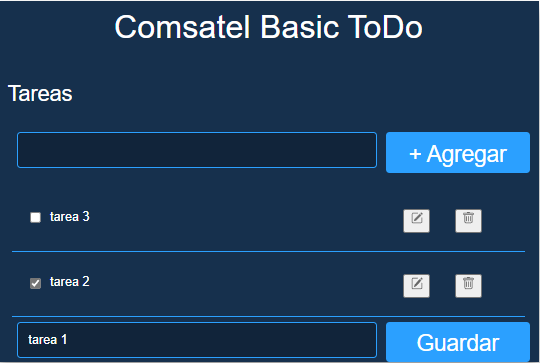 Comsatel Basic ToDo
Tareas
+ Agregar
tarea 3
tarea 2
tarea 1 Guardar